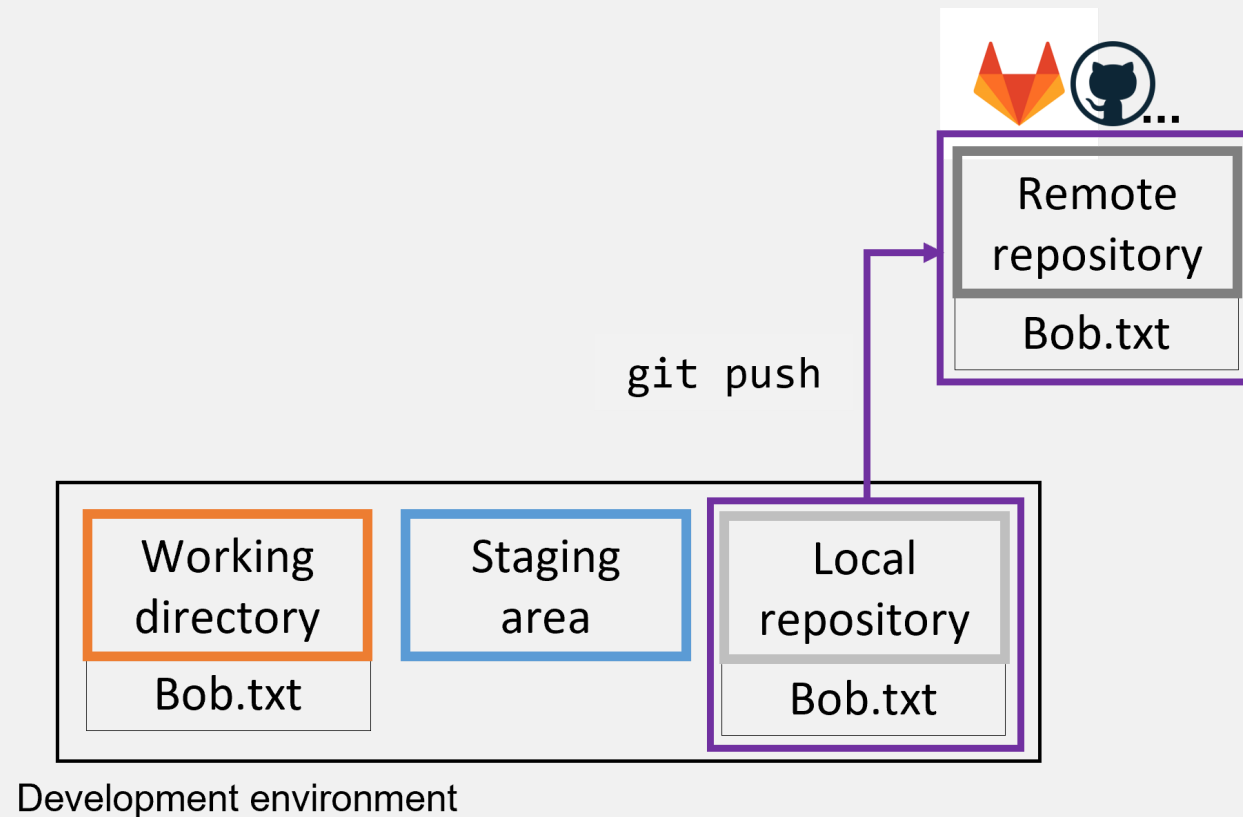 ...
Remote
repository
Bob.txt
git push
Working
directory
Bob.txt
Staging
area
Local
repository
Bob.txt
Development environment